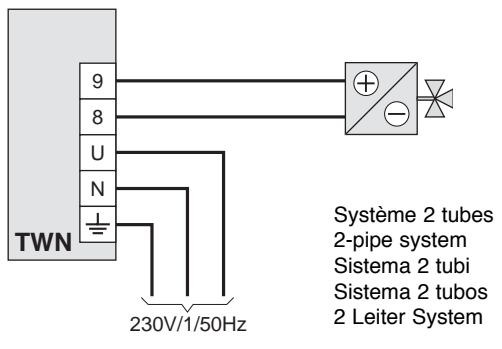 9
8
U
N
TWN
+
−
230V/1/50Hz
Système 2 tubes
2-pipe system
Sistema 2 tubi
Sistema 2 tubos
2 Leiter System